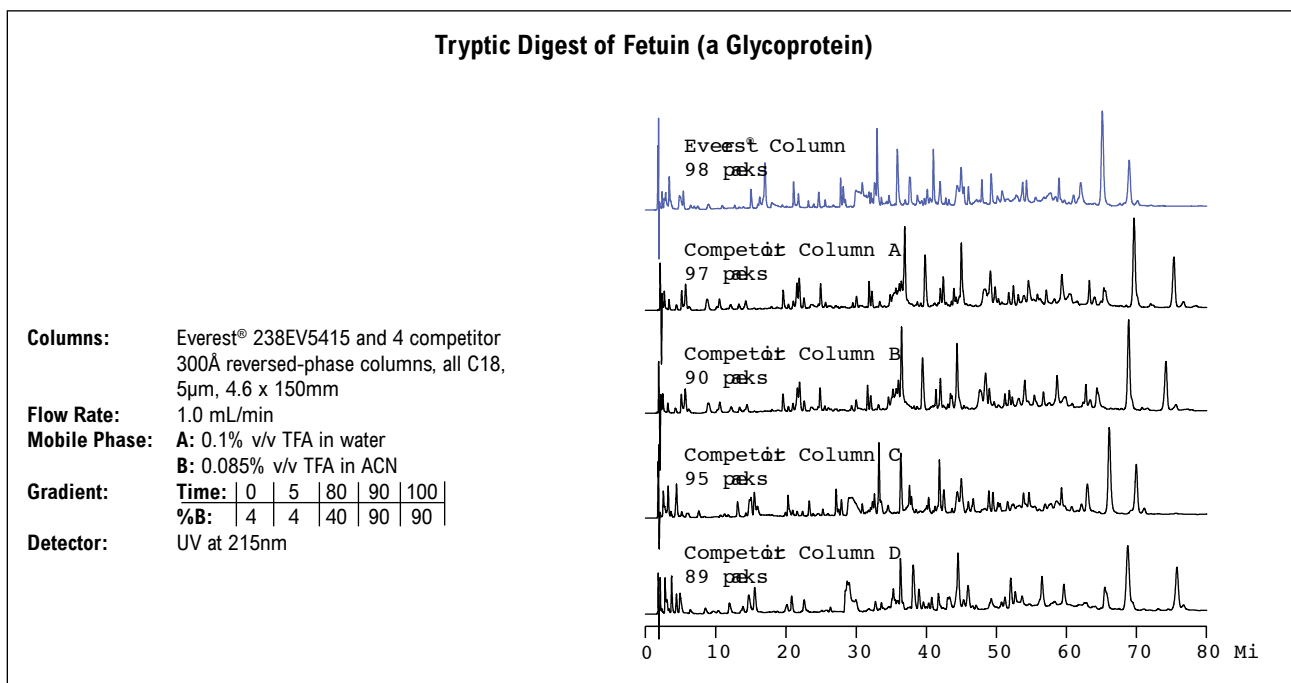 Tryptic Digest of Fetuin (a Glycoprotein)
Everest® Column
98 peaks
Competitor Column A
97 peaks
Competitor Column B
90 peaks
Competitor Column C
95 peaks
Competitor Column D
89 peaks
0 10 20 30 40 50 60 70 80 Mi
Columns: Everest® 238EV5415 and 4 competitor
300Å reversed-phase columns, all C18,
5µm, 4.6 x 150mm
Flow Rate: 1.0 mL/min
Mobile Phase: A: 0.1% v/v TFA in water
B: 0.085% v/v TFA in ACN
Gradient: Time: 0 5 80 90 100
%B: 4 4 40 90 90
Detector: UV at 215nm